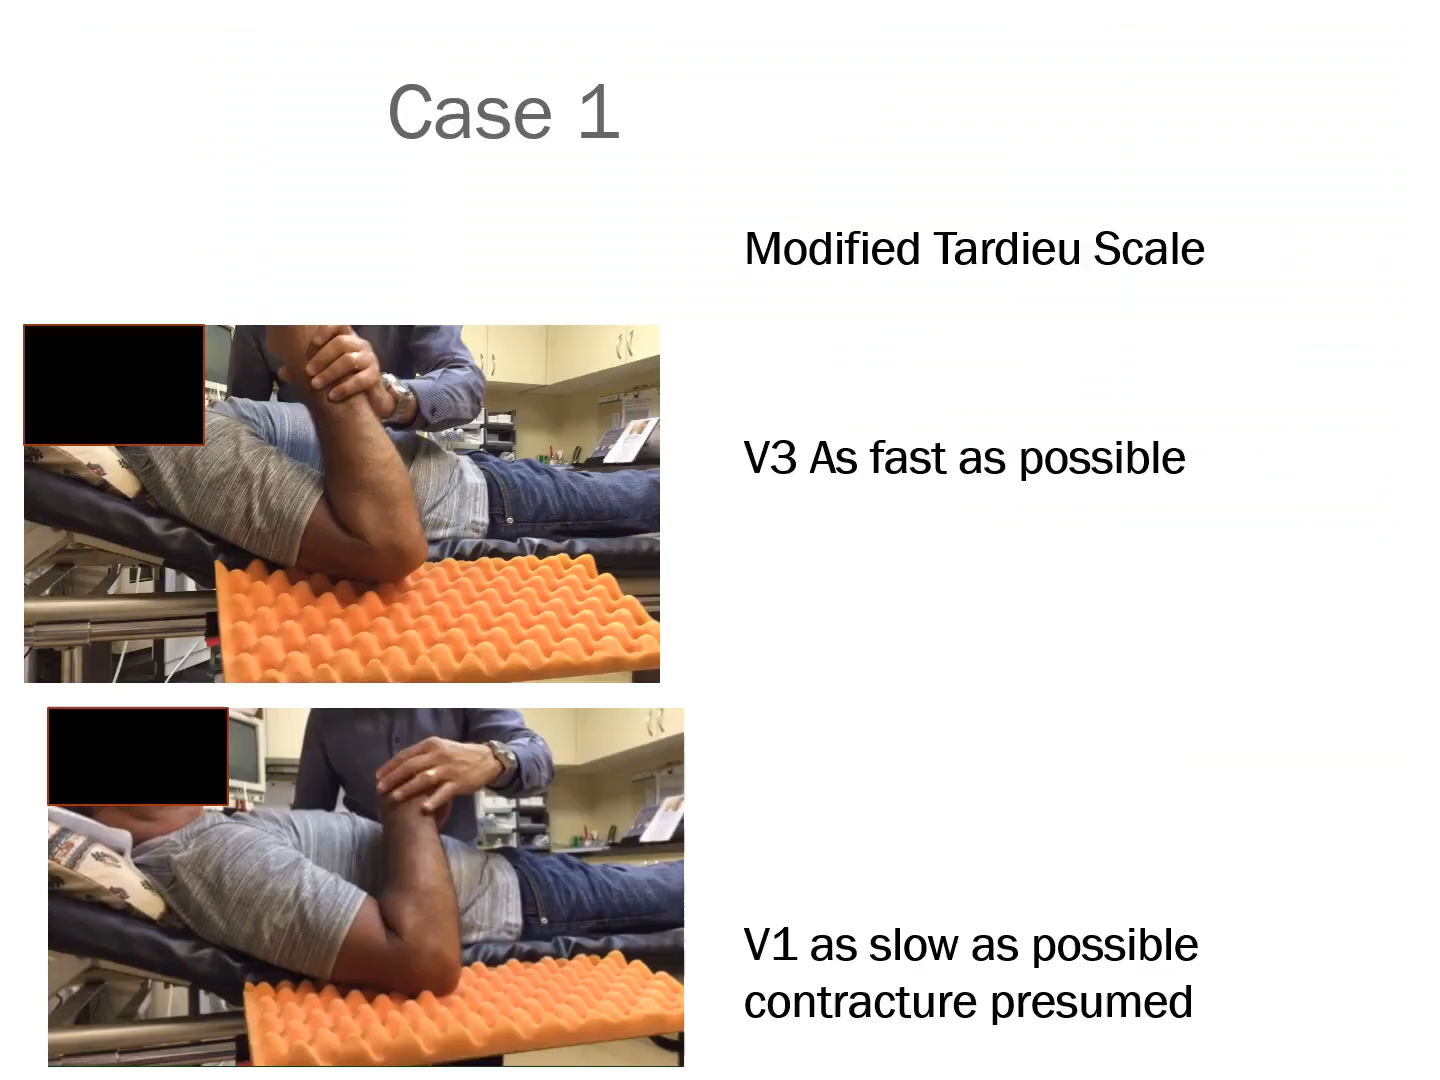 Case 1
Modified Tardieu Scale
V3 As fast as possible
V1 as slow as possible
contracture presumed